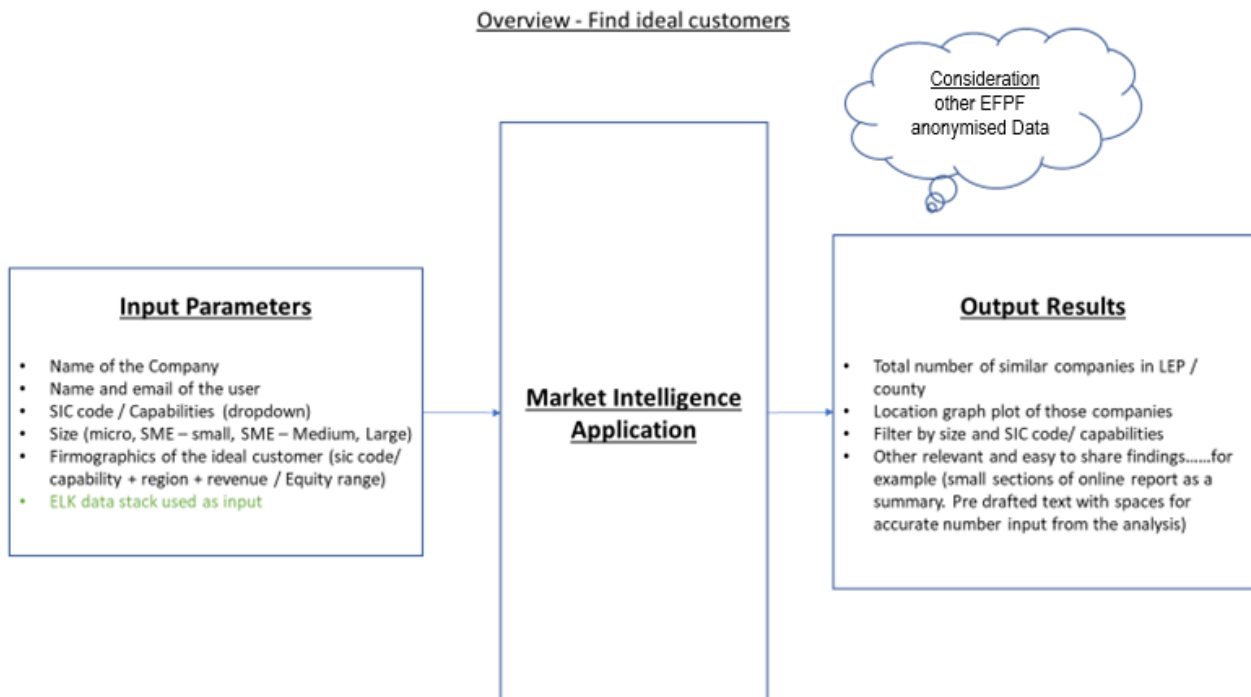 Overview - Find ideal customers
Consideration
other EFPF
anonymised Data
Input Parameters
• Name of the Company
• Name and email of the user
• SIC code / Capabilities (dropdown)
• Size (micro, SME – small, SME – Medium, Large)
• Firmographics of the ideal customer (sic code/
capability + region + revenue / Equity range)
• ELK data stack used as input
Market Intelligence
Application
Output Results
• Total number of similar companies in LEP /
county
• Location graph plot of those companies
• Filter by size and SIC code/ capabilities
• Other relevant and easy to share findings......for
example (small sections of online report as a
summary. Pre drafted text with spaces for
accurate number input from the analysis)